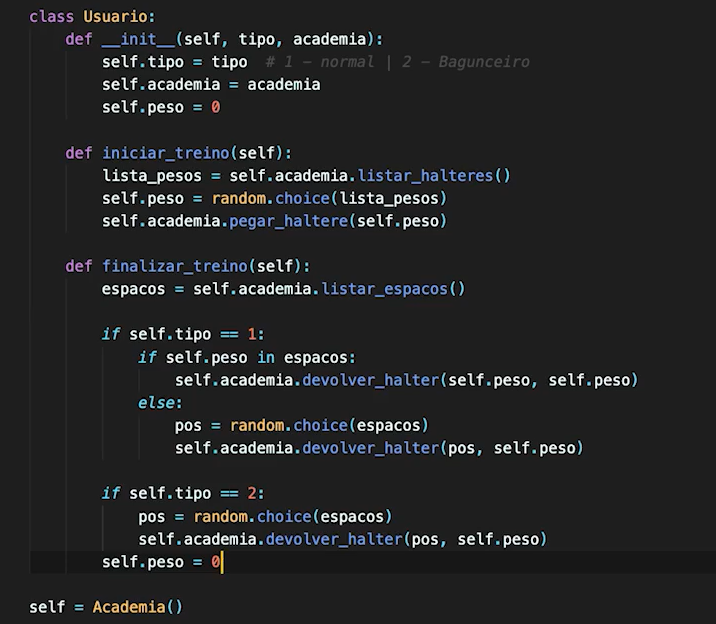 class Usuario:
    def __init__(self, tipo, academia):
        self.tipo = tipo  # 1 - normal | 2 - Bagunceiro
        self.academia = academia
        self.peso = 0

    def iniciar_treino(self):
        lista_pesos = self.academia.listar_halteres()
        self.peso = random.choice(lista_pesos)
        self.academia.pegar_haltere(self.peso)

    def finalizar_treino(self):
        espacos = self.academia.listar_espacos()

        if self.tipo == 1:
            if self.peso in espacos:
                self.academia.devolver_halter(self.peso, self.peso)
            else:
                pos = random.choice(espacos)
                self.academia.devolver_halter(pos, self.peso)

        if self.tipo == 2:
            pos = random.choice(espacos)
            self.academia.devolver_halter(pos, self.peso)
        self.peso = 0

self = Academia()